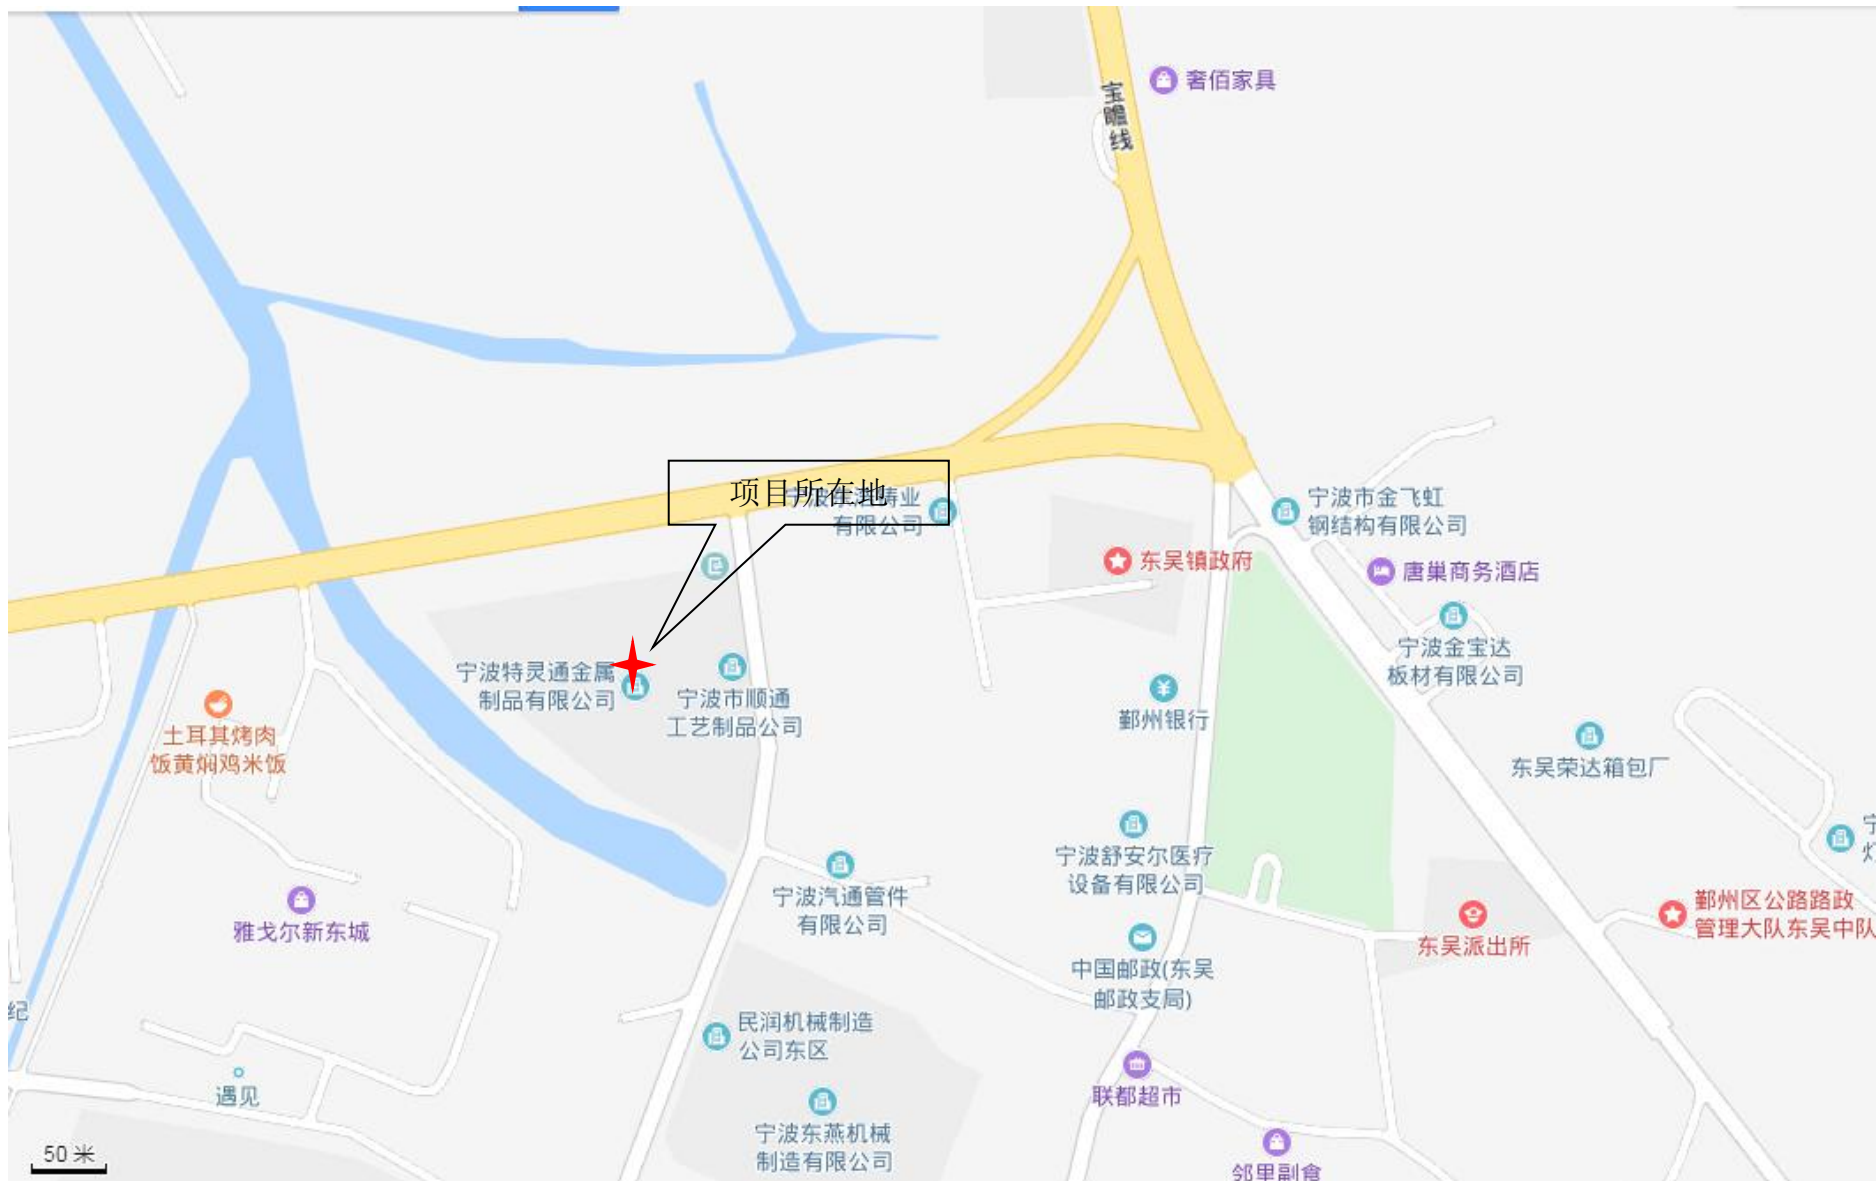 宝瞻线
奢佰家具
项目所在地
有限公司
宁波市金飞虹
钢结构有限公司
东吴镇政府
唐巢商务酒店
宁波金宝达
板材有限公司
宁波特灵通金属
制品有限公司
宁波市顺通
工艺制品公司
鄞州银行
土耳其烤肉
饭黄焖鸡米饭
东吴荣达箱包厂
宁波舒安尔医疗
设备有限公司
宁波汽通管件
有限公司
鄞州区公路路政
管理大队东吴中队
雅戈尔新东城
东吴派出所
中国邮政(东吴
邮政支局)
纪
民润机械制造
公司东区
遇见
联都超市
宁波东燕机械
制造有限公司
邻里副食
50 米